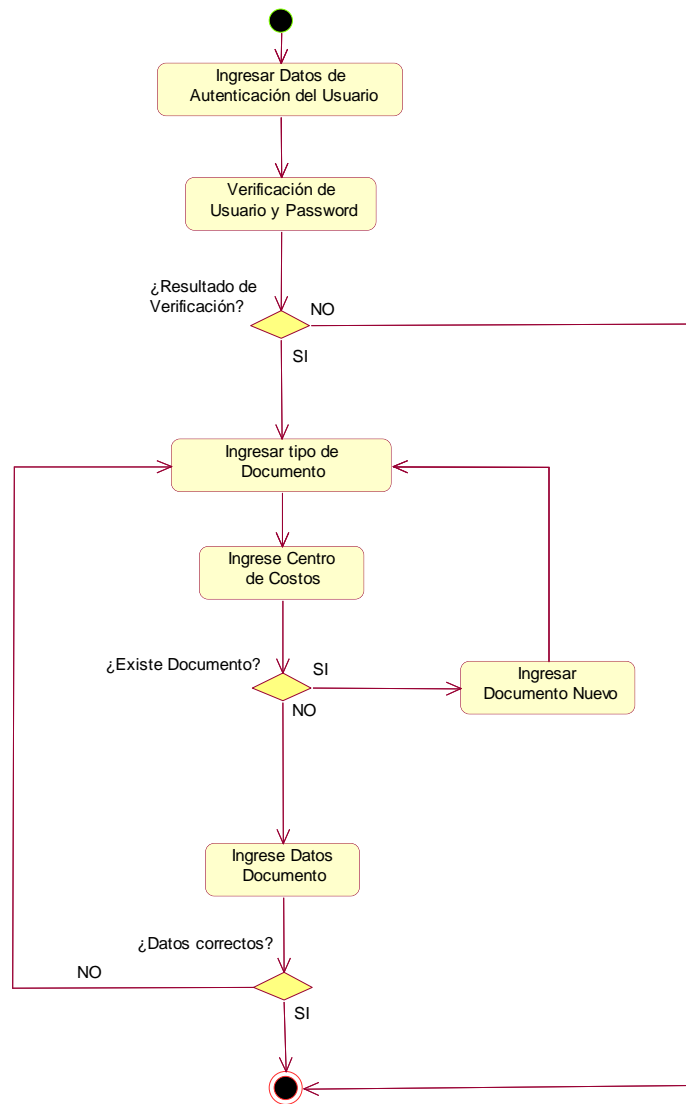 Ingresar Datos de
Autenticación del Usuario
Verificación de
Usuario y Password
¿Resultado de
Verificación?
NO
SI
Ingresar tipo de
Documento
Ingrese Centro
de Costos
¿Existe Documento?
SI
NO
Ingresar
Documento Nuevo
Ingrese Datos
Documento
¿Datos correctos?
NO
SI